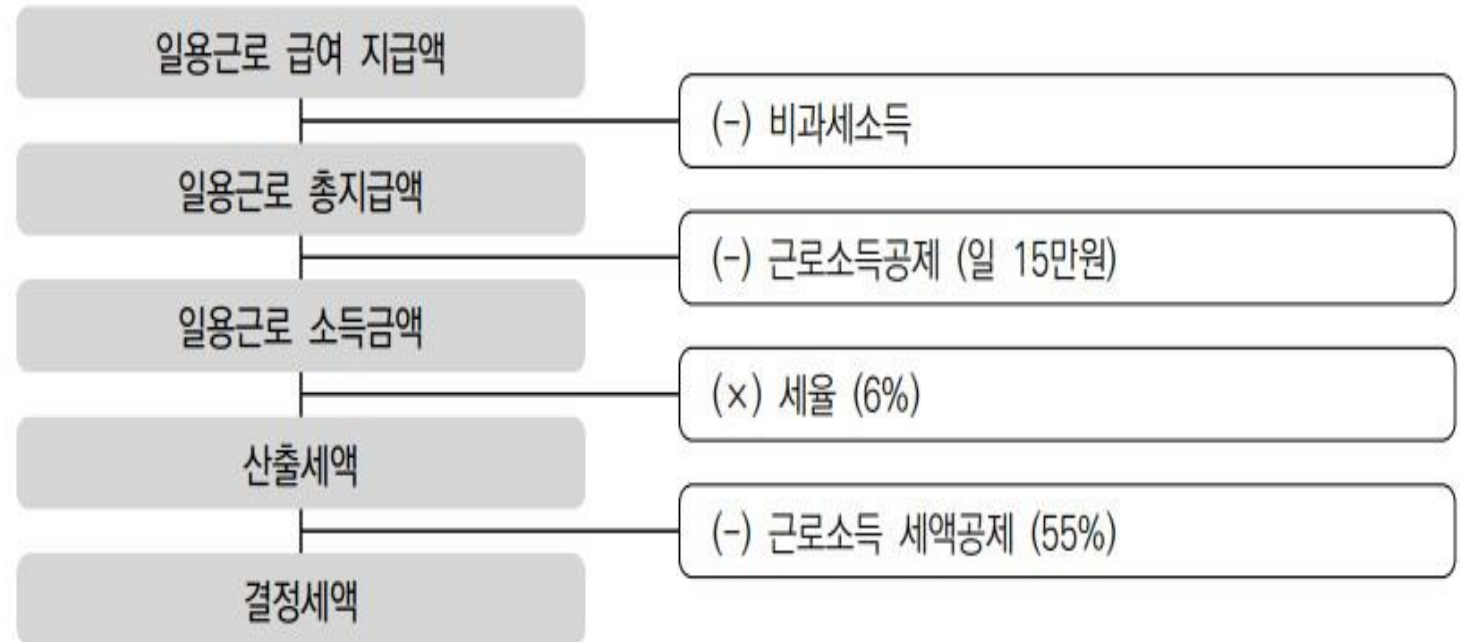 일용근로 급여 지급액
(-) 비과세소득
일용근로 총지급액
(-) 근로소득공제 (일 15만원)
일용근로 소득금액
(×) 세율 (6%)
산출세액
(-) 근로소득 세액공제 (55%)
결정세액